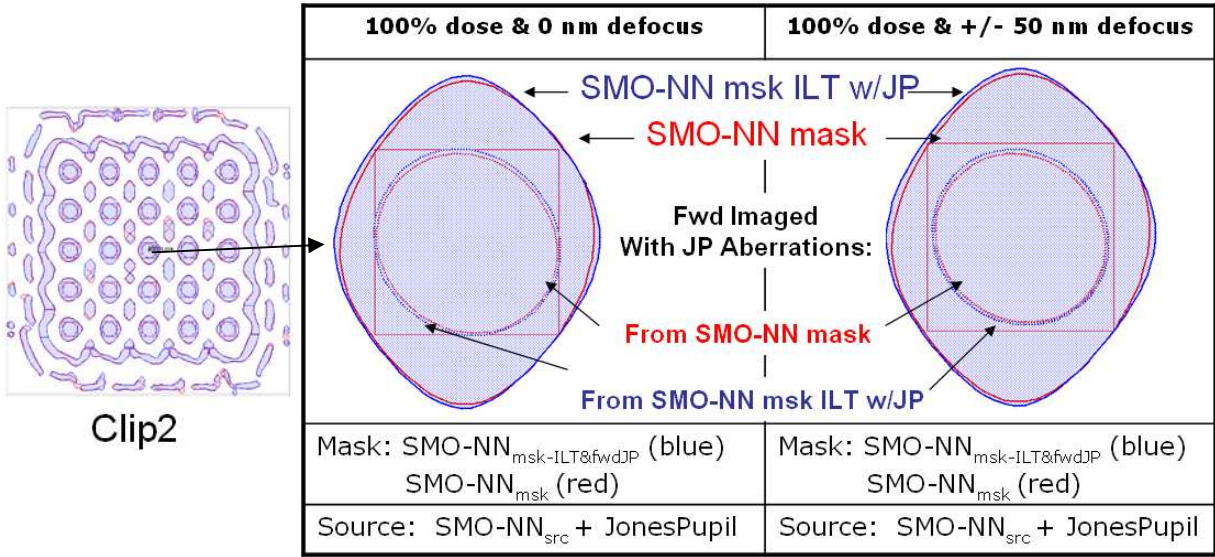 100% dose & 0 nm defocus
100% dose & +/- 50 nm defocus
SMO-NN msk ILT w/JP
SMO-NN mask
Fwd Imaged
With JP Aberrations:
From SMO-NN mask
From SMO-NN msk ILT w/JP
Clip2
Mask: SMO-NNmsk-ILT&fwdJP (blue)
SMO-NNmsk (red)
Mask: SMO-NNmsk-ILT&fwdJP (blue)
SMO-NNmsk (red)
Source: SMO-NNsrc + JonesPupil
Source: SMO-NNsrc + JonesPupil